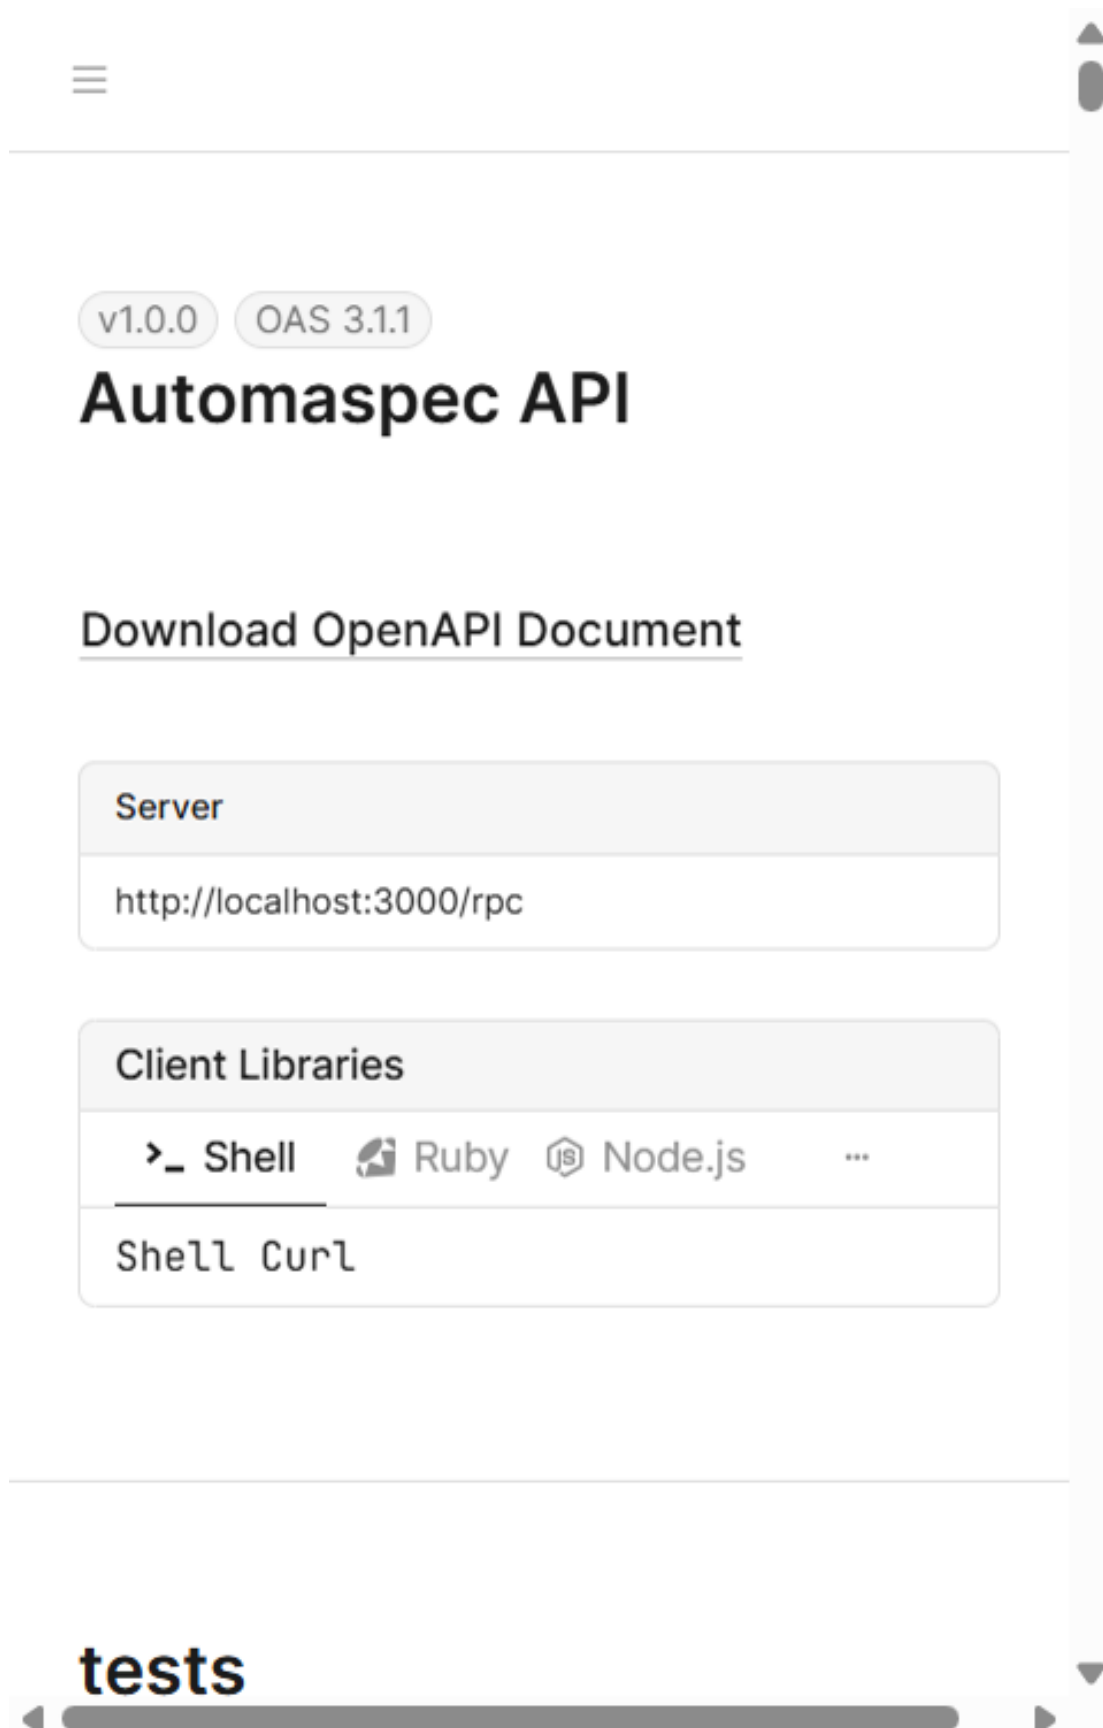 v1.0.0 OAS 3.1.1
Automaspec API
Download OpenAPI Document
Server
http://localhost:3000/rpc
Client Libraries
Shell Ruby Node.js ...
Shell Curl
tests